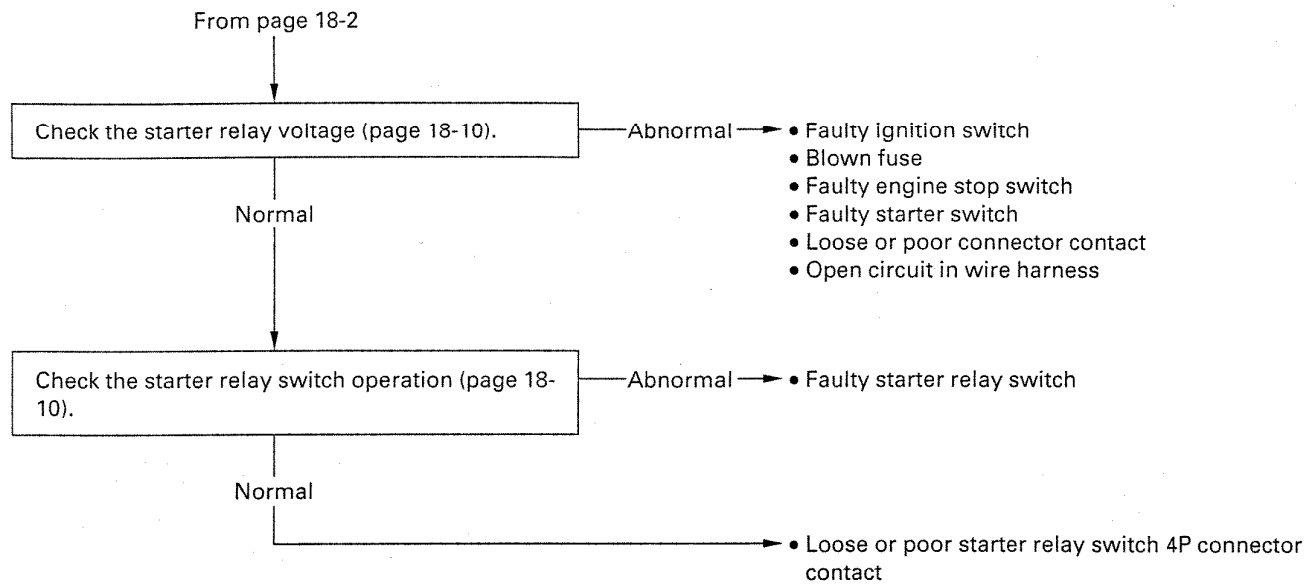 From page 18-2
Check the starter relay voltage (page 18-10).
Abnormal
• Faulty ignition switch
• Blown fuse
• Faulty engine stop switch
• Faulty starter switch
• Loose or poor connector contact
• Open circuit in wire harness
Normal
Check the starter relay switch operation (page 18-
10).
Abnormal
• Faulty starter relay switch
Normal
• Loose or poor starter relay switch 4P connector
contact